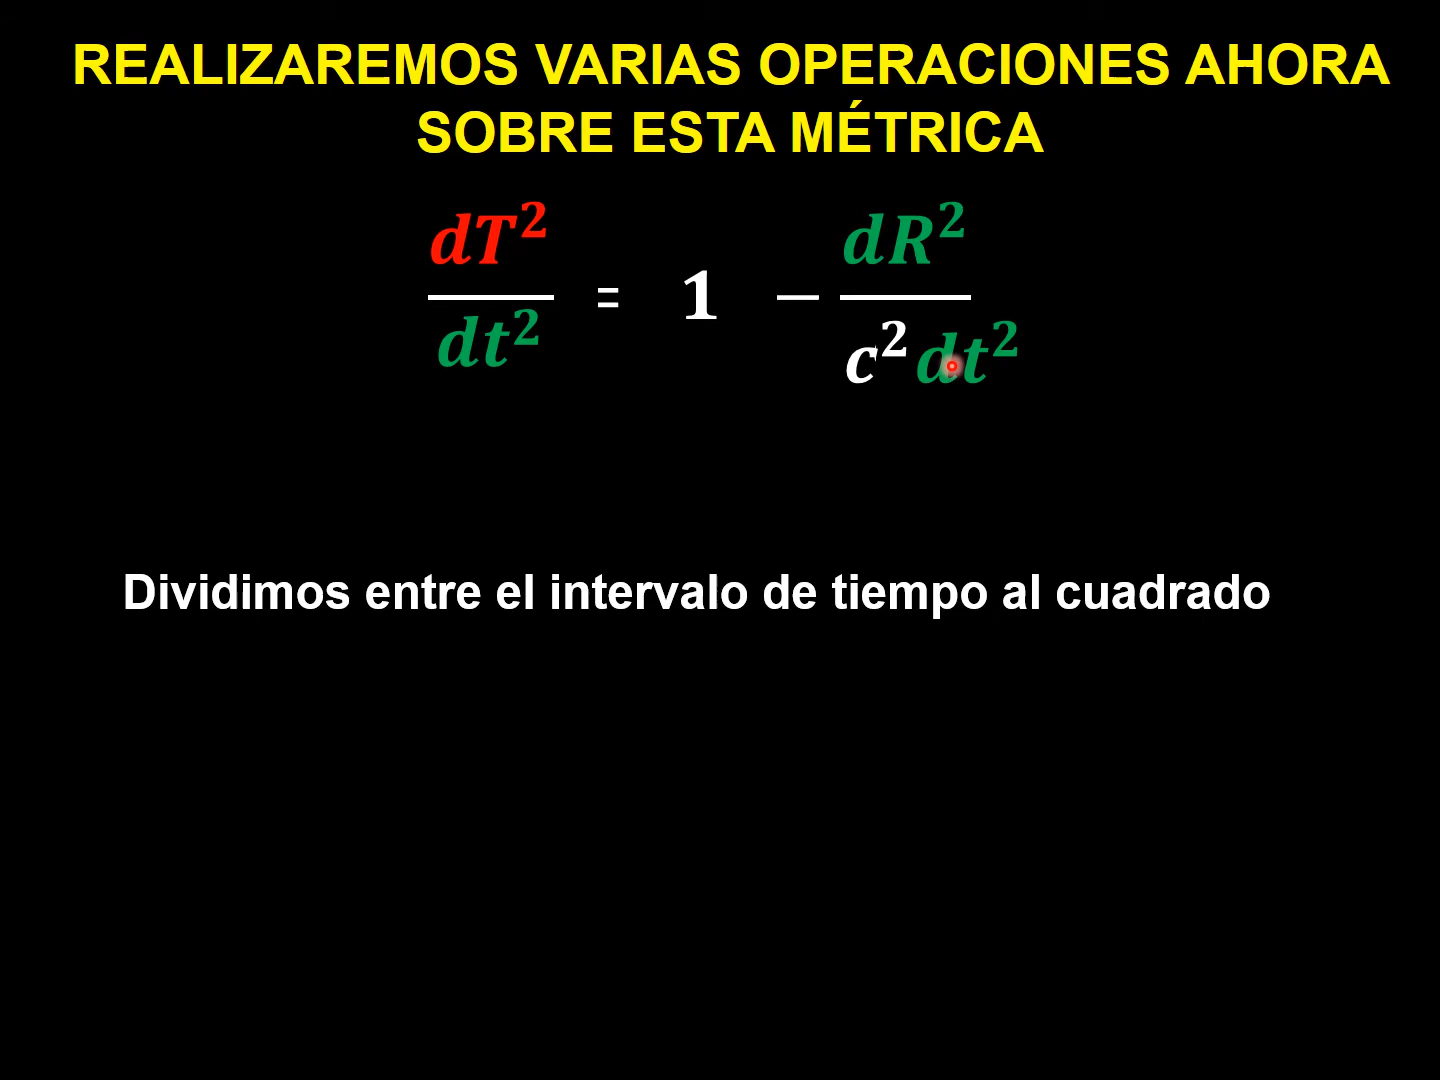 REALIZAREMOS VARIAS OPERACIONES AHORA
SOBRE ESTA MÉTRICA
dT²/dt² = 1 − dR²/c²dt²
Dividimos entre el intervalo de tiempo al cuadrado